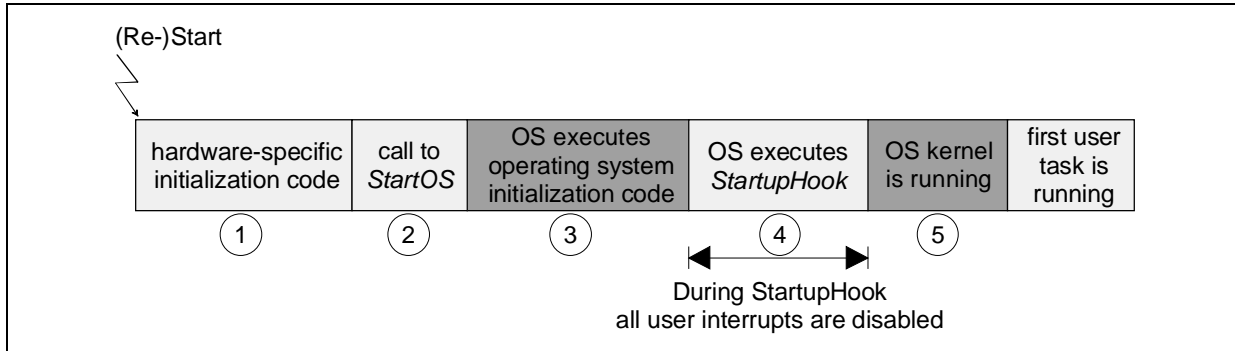 (Re-)Start
hardware-specific
initialization code
call to
StartOS
OS executes
operating system
initialization code
OS executes
StartupHook
OS kernel
is running
first user
task is
running
1
2
3
4
5
During StartupHook
all user interrupts are disabled